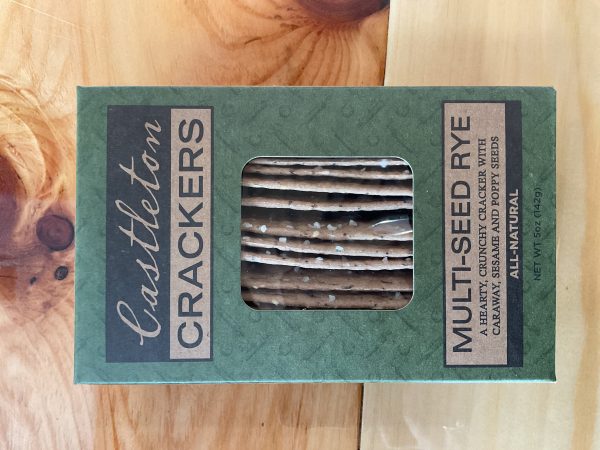 Castleton
CRACKERS
MULTI-SEED RYE
A HEARTY, CRUNCHY CRACKER WITH
CARAWAY, SESAME AND POPPY SEEDS
ALL-NATURAL
NET WT. 5oz (142g)